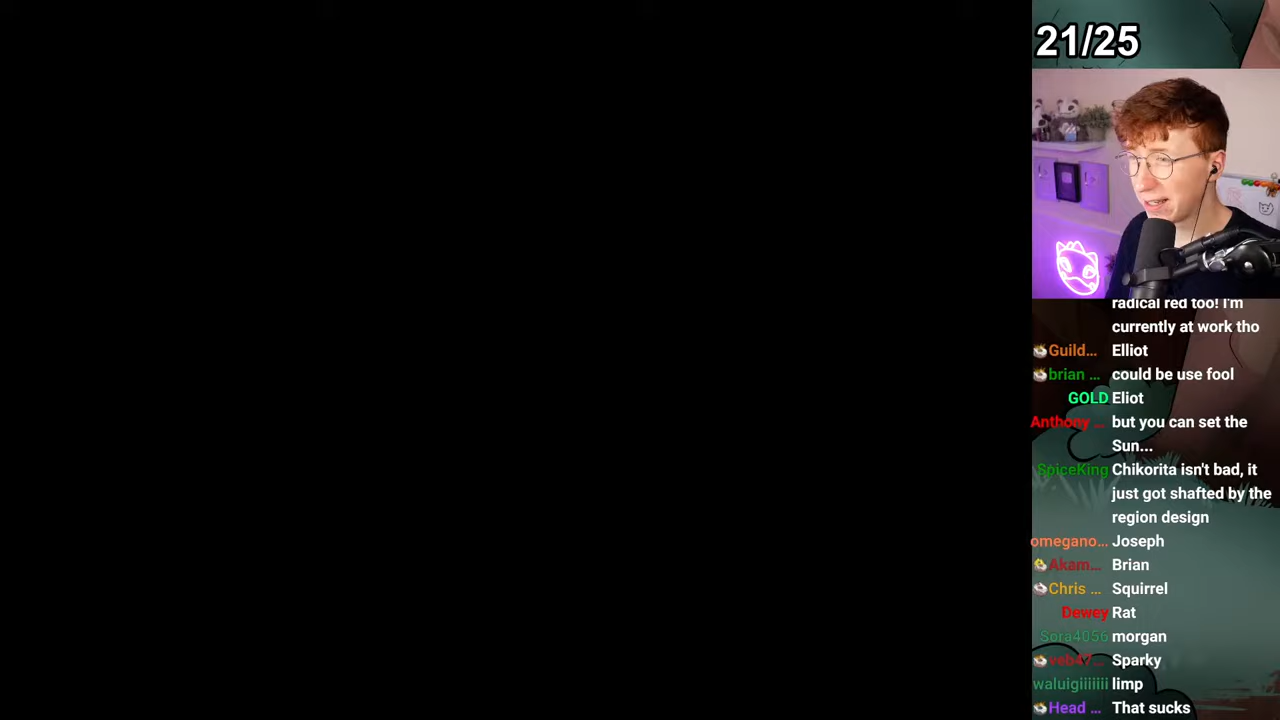 21/25
radical red too! I'm
currently at work tho
Guild... Elliot
brian ... could be use fool
GOLD Eliot
Anthony ... but you can set the
Sun...
SpiceKing Chikorita isn't bad, it
just got shafted by the
region design
omegano... Joseph
Akam... Brian
Chris ... Squirrel
Dewey Rat
Sora4056 morgan
veb47... Sparky
waluigiiiiiii limp
Head ... That sucks